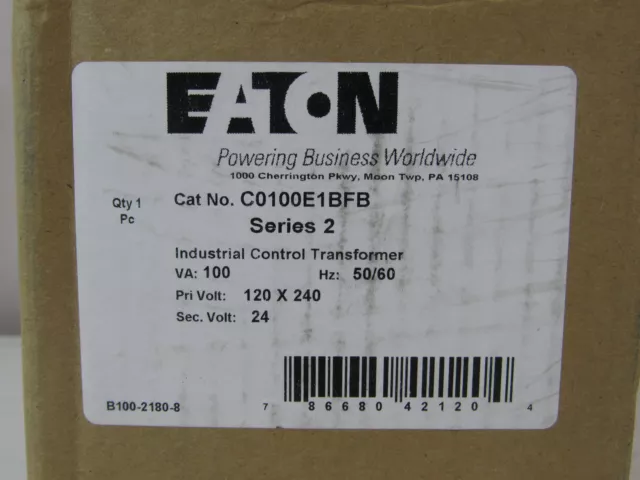 EATON
Powering Business Worldwide
1000 Cherrington Pkwy, Moon Twp, PA 15108
Qty 1
Pc
Cat No. C0100E1BFB
Series 2
Industrial Control Transformer
VA: 100 Hz: 50/60
Pri Volt: 120 X 240
Sec. Volt: 24
B100-2180-8
7 86680 42120 4